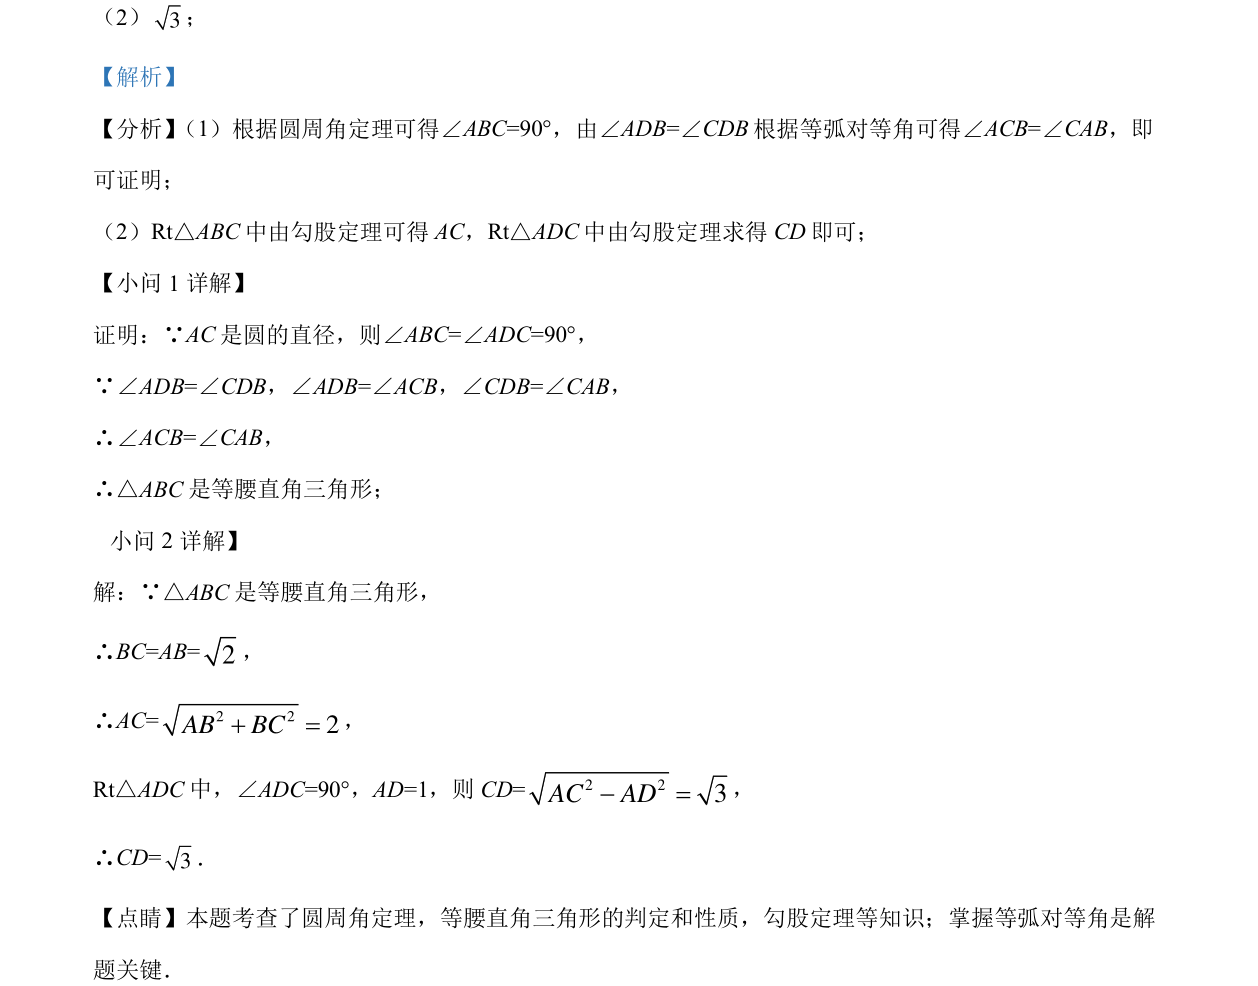 （2）√3；
【解析】
【分析】（1）根据圆周角定理可得∠ABC=90°，由∠ADB=∠CDB根据等弧对等角可得∠ACB=∠CAB，即
可证明；
（2）Rt△ABC中由勾股定理可得AC，Rt△ADC中由勾股定理求得CD即可；
【小问1详解】
证明：∵AC是圆的直径，则∠ABC=∠ADC=90°，
∵∠ADB=∠CDB，∠ADB=∠ACB，∠CDB=∠CAB，
∴∠ACB=∠CAB，
∴△ABC是等腰直角三角形；
小问2详解】
解：∵△ABC是等腰直角三角形，
∴BC=AB=√2，
∴AC=√(AB²+BC²)=2，
Rt△ADC中，∠ADC=90°，AD=1，则CD=√(AC²−AD²)=√3，
∴CD=√3．
【点睛】本题考查了圆周角定理，等腰直角三角形的判定和性质，勾股定理等知识；掌握等弧对等角是解
题关键．